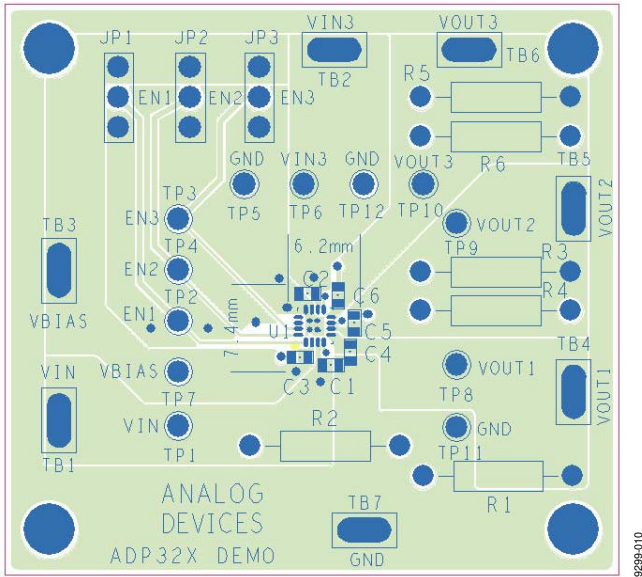 VIN3 VOUT3
JP1 JP2 JP3
TB2 TB6
R5
EN1 EN2 EN3
R6
TB5
GND VIN3 GND VOUT3
TP5 TP6 TP12 TP10
TP3
EN3
TP4
VOUT2
VOUT2
TP9
TB3
6.2mm
R3
EN2
TP2
C2
C6
R4
VBIAS
EN1
7.4mm
U1
C5
C4
TB4
VIN
VBIAS
TP7
C3 C1
VOUT1
TP8
VOUT1
R2
VIN
TP1
GND
TP11
TB1
R1
ANALOG
DEVICES
ADP32X DEMO
TB7
GND
9299-010